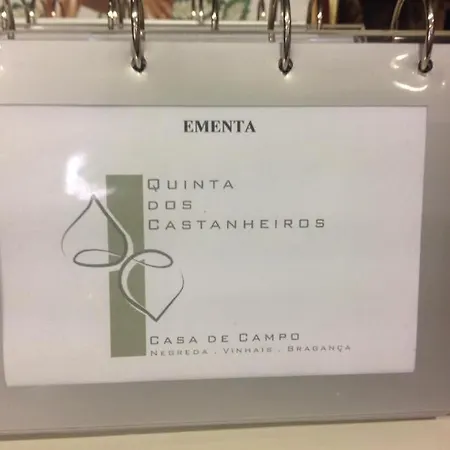 EMENTA
QUINTA
DOS
CASTANHEIROS
CASA DE CAMPO
NEGREDA . VINHAIS . BRAGANÇA